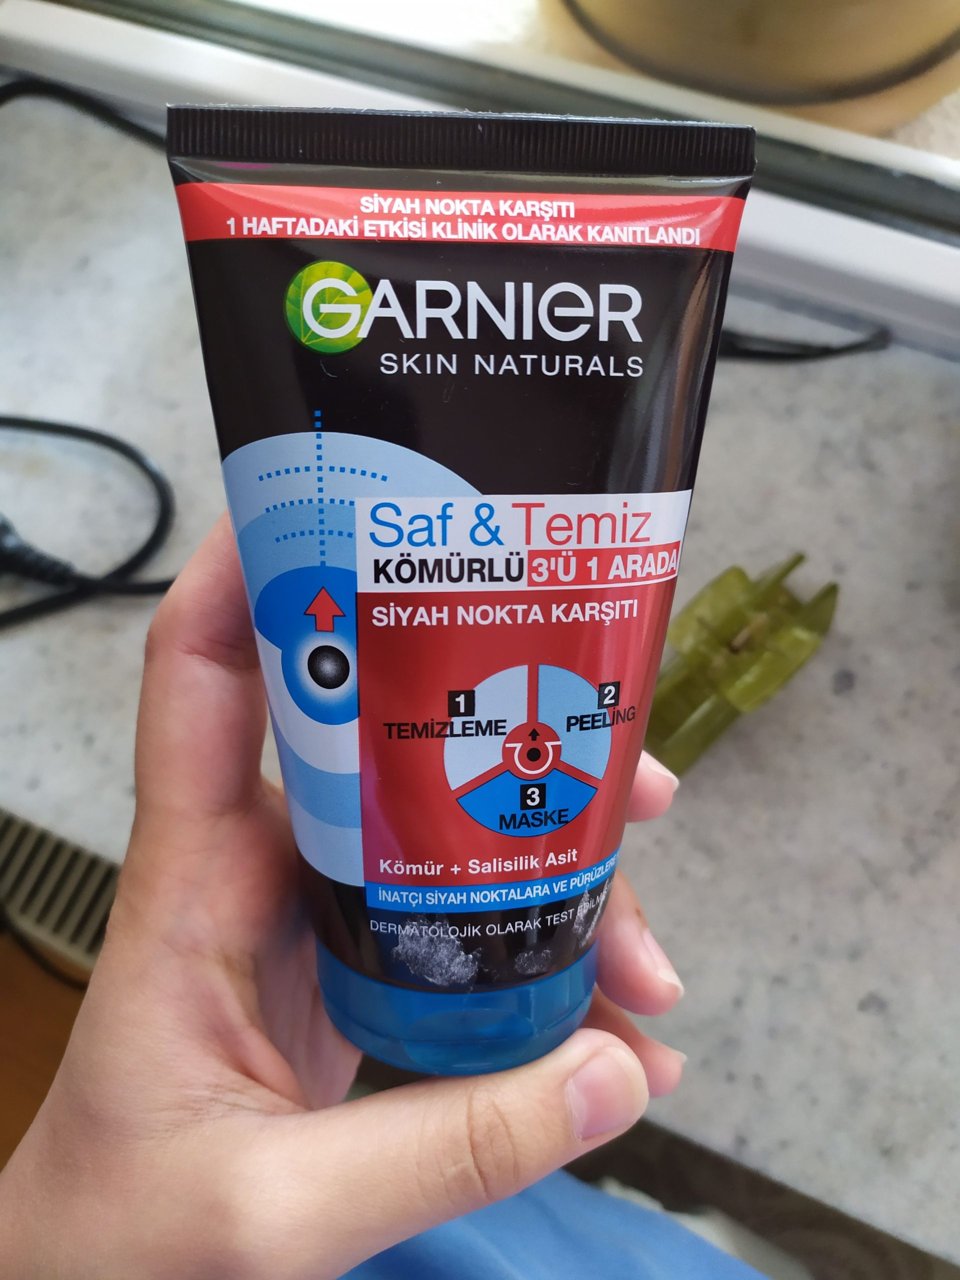 SİYAH NOKTA KARŞITI
1 HAFTADAKİ ETKİSİ KLİNİK OLARAK KANITLANDI
GARNIER
SKIN NATURALS
Saf & Temiz
KÖMÜRLÜ 3'Ü 1 ARADA
SİYAH NOKTA KARŞITI
1
TEMİZLEME
2
PEELİNG
3
MASKE
Kömür + Salisilik Asit
İNATÇI SİYAH NOKTALARA VE
DERMATOLOJİK OLARAK TEST